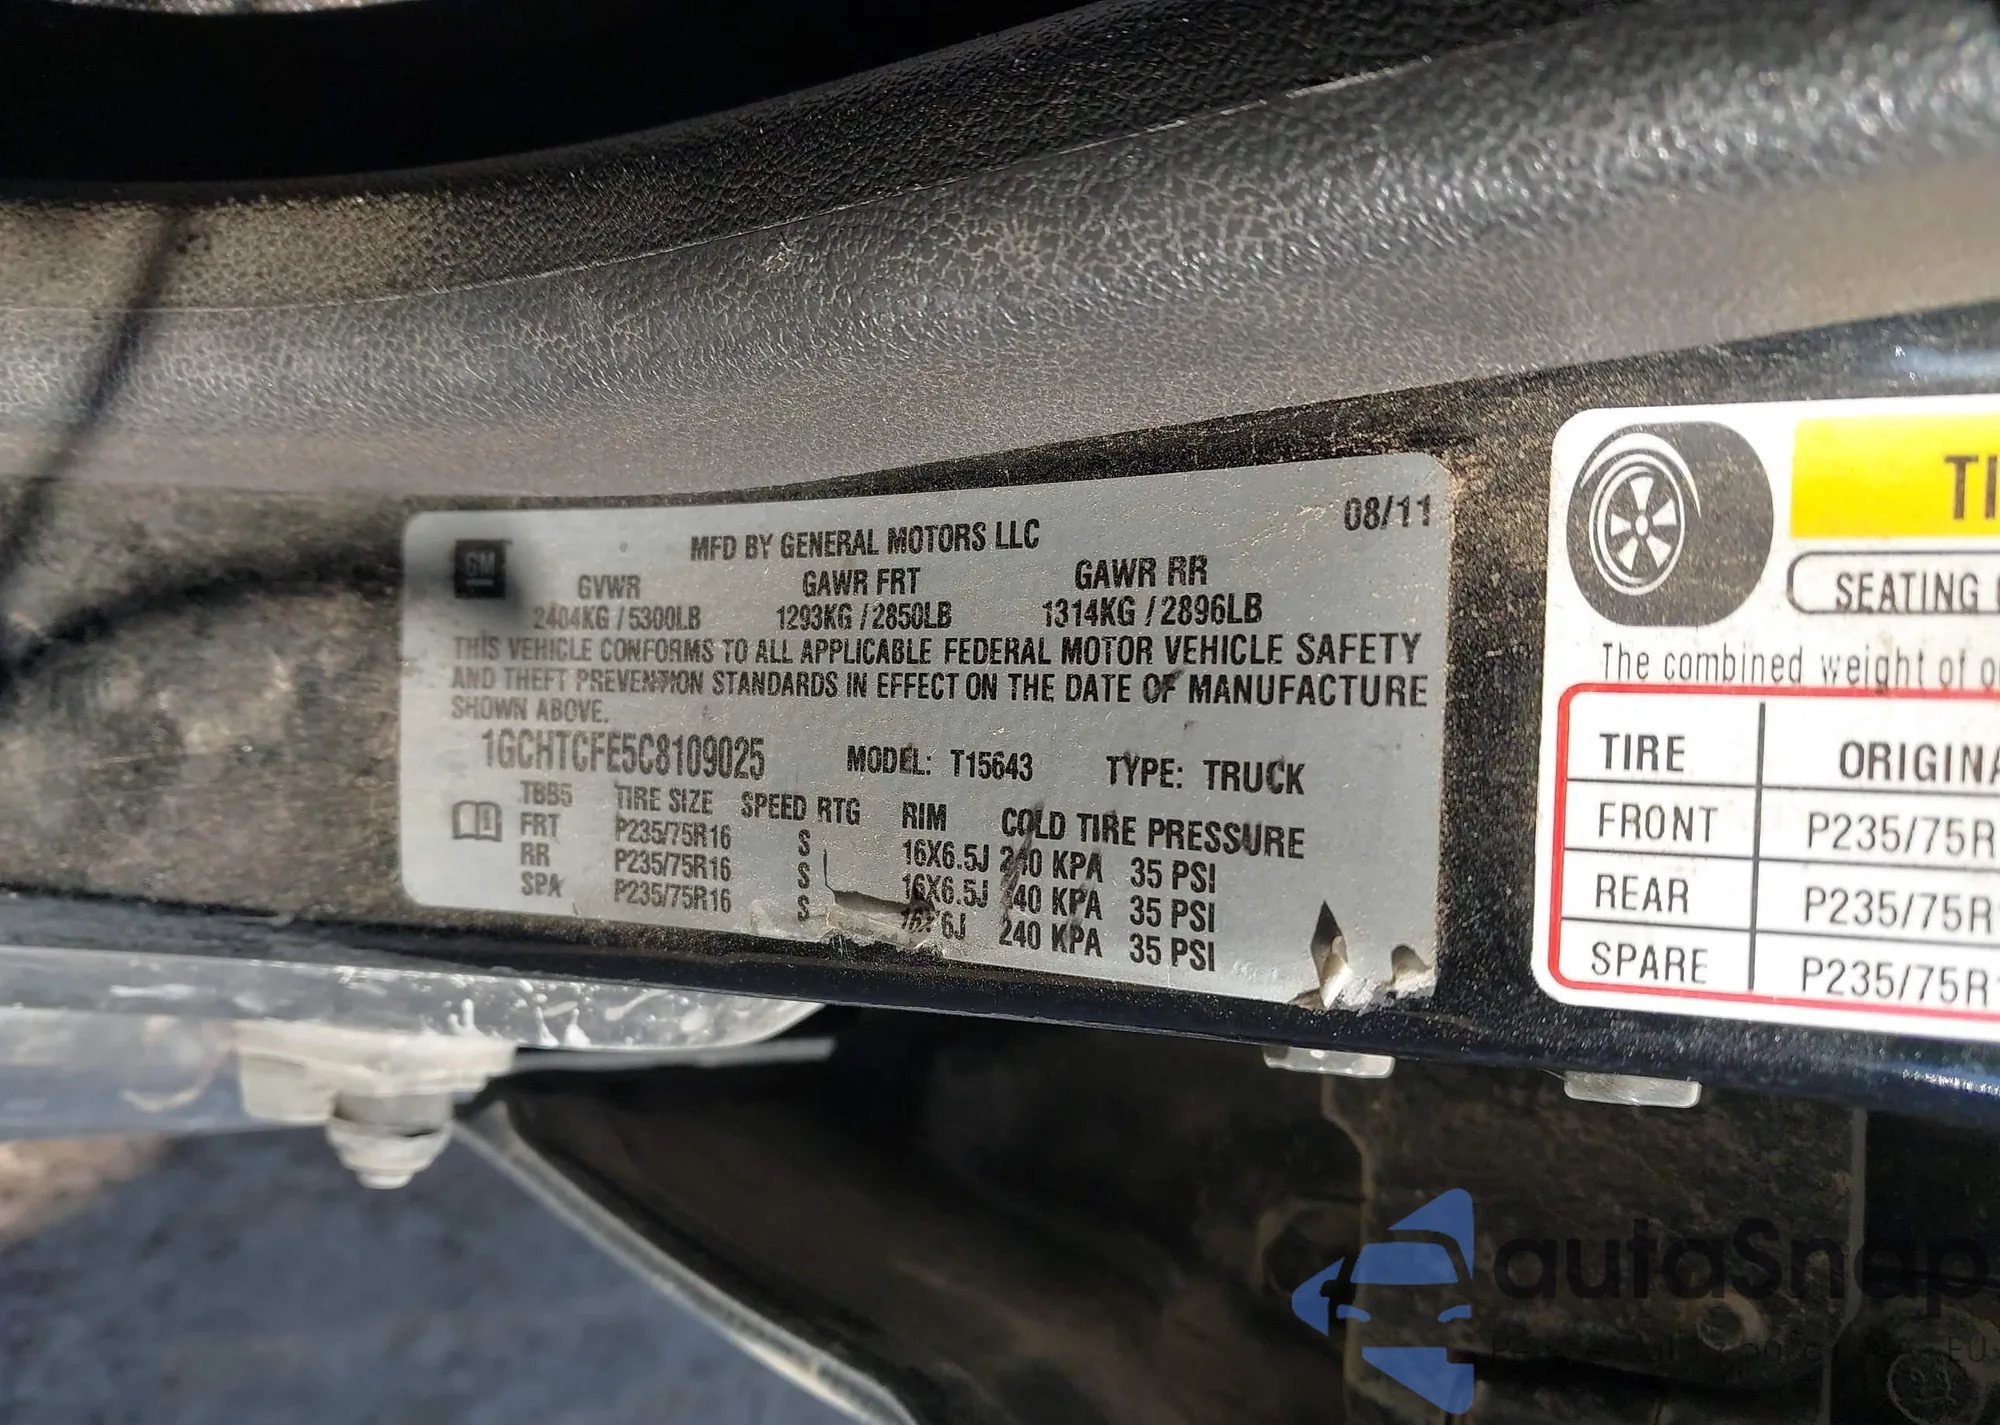 08/11
GM
MFD BY GENERAL MOTORS LLC
GVWR GAWR FRT GAWR RR
2404KG / 5300LB 1293KG / 2850LB 1314KG / 2896LB
THIS VEHICLE CONFORMS TO ALL APPLICABLE FEDERAL MOTOR VEHICLE SAFETY
AND THEFT PREVENTION STANDARDS IN EFFECT ON THE DATE OF MANUFACTURE
SHOWN ABOVE.
1GCHTCFE5C8109025 MODEL: T15643 TYPE: TRUCK
TBB5 TIRE SIZE SPEED RTG RIM COLD TIRE PRESSURE
FRT P235/75R16 S 16X6.5J 240 KPA 35 PSI
RR P235/75R16 S 16X6.5J 240 KPA 35 PSI
SPA P235/75R16 S 16X6J 240 KPA 35 PSI
TI
SEATING
The combined weight of
TIRE ORIGINA
FRONT P235/75R
REAR P235/75R
SPARE P235/75R
autoSnap